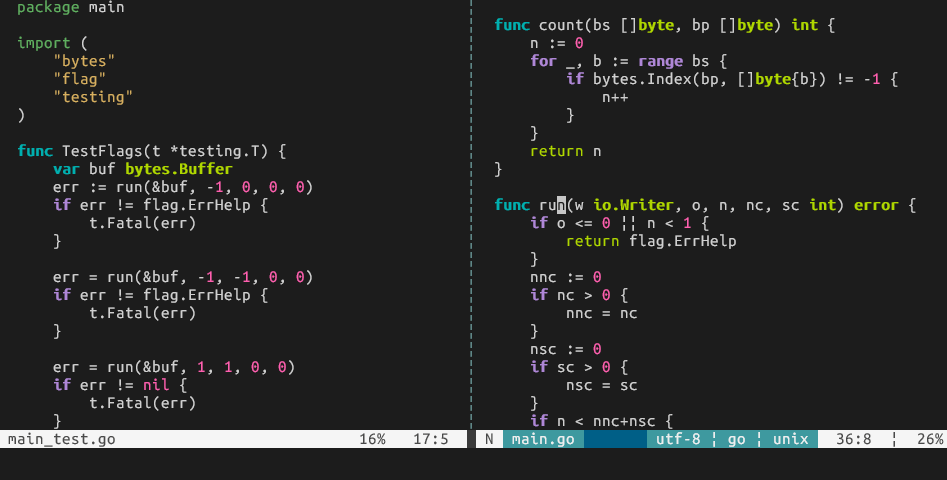 package main
import (
"bytes"
"flag"
"testing"
)
func TestFlags(t *testing.T) {
var buf bytes.Buffer
err := run(&buf, -1, 0, 0, 0)
if err != flag.ErrHelp {
t.Fatal(err)
}
err = run(&buf, -1, -1, 0, 0)
if err != flag.ErrHelp {
t.Fatal(err)
}
err = run(&buf, 1, 1, 0, 0)
if err != nil {
t.Fatal(err)
}
main_test.go 16% 17:5
func count(bs []byte, bp []byte) int {
n := 0
for _, b := range bs {
if bytes.Index(bp, []byte{b}) != -1 {
n++
}
}
return n
}
func run(w io.Writer, o, n, nc, sc int) error {
if o <= 0 || n < 1 {
return flag.ErrHelp
}
nnc := 0
if nc > 0 {
nnc = nc
}
nsc := 0
if sc > 0 {
nsc = sc
}
if n < nnc+nsc {
N main.go utf-8 ¦ go ¦ unix 36:8 ¦ 26%